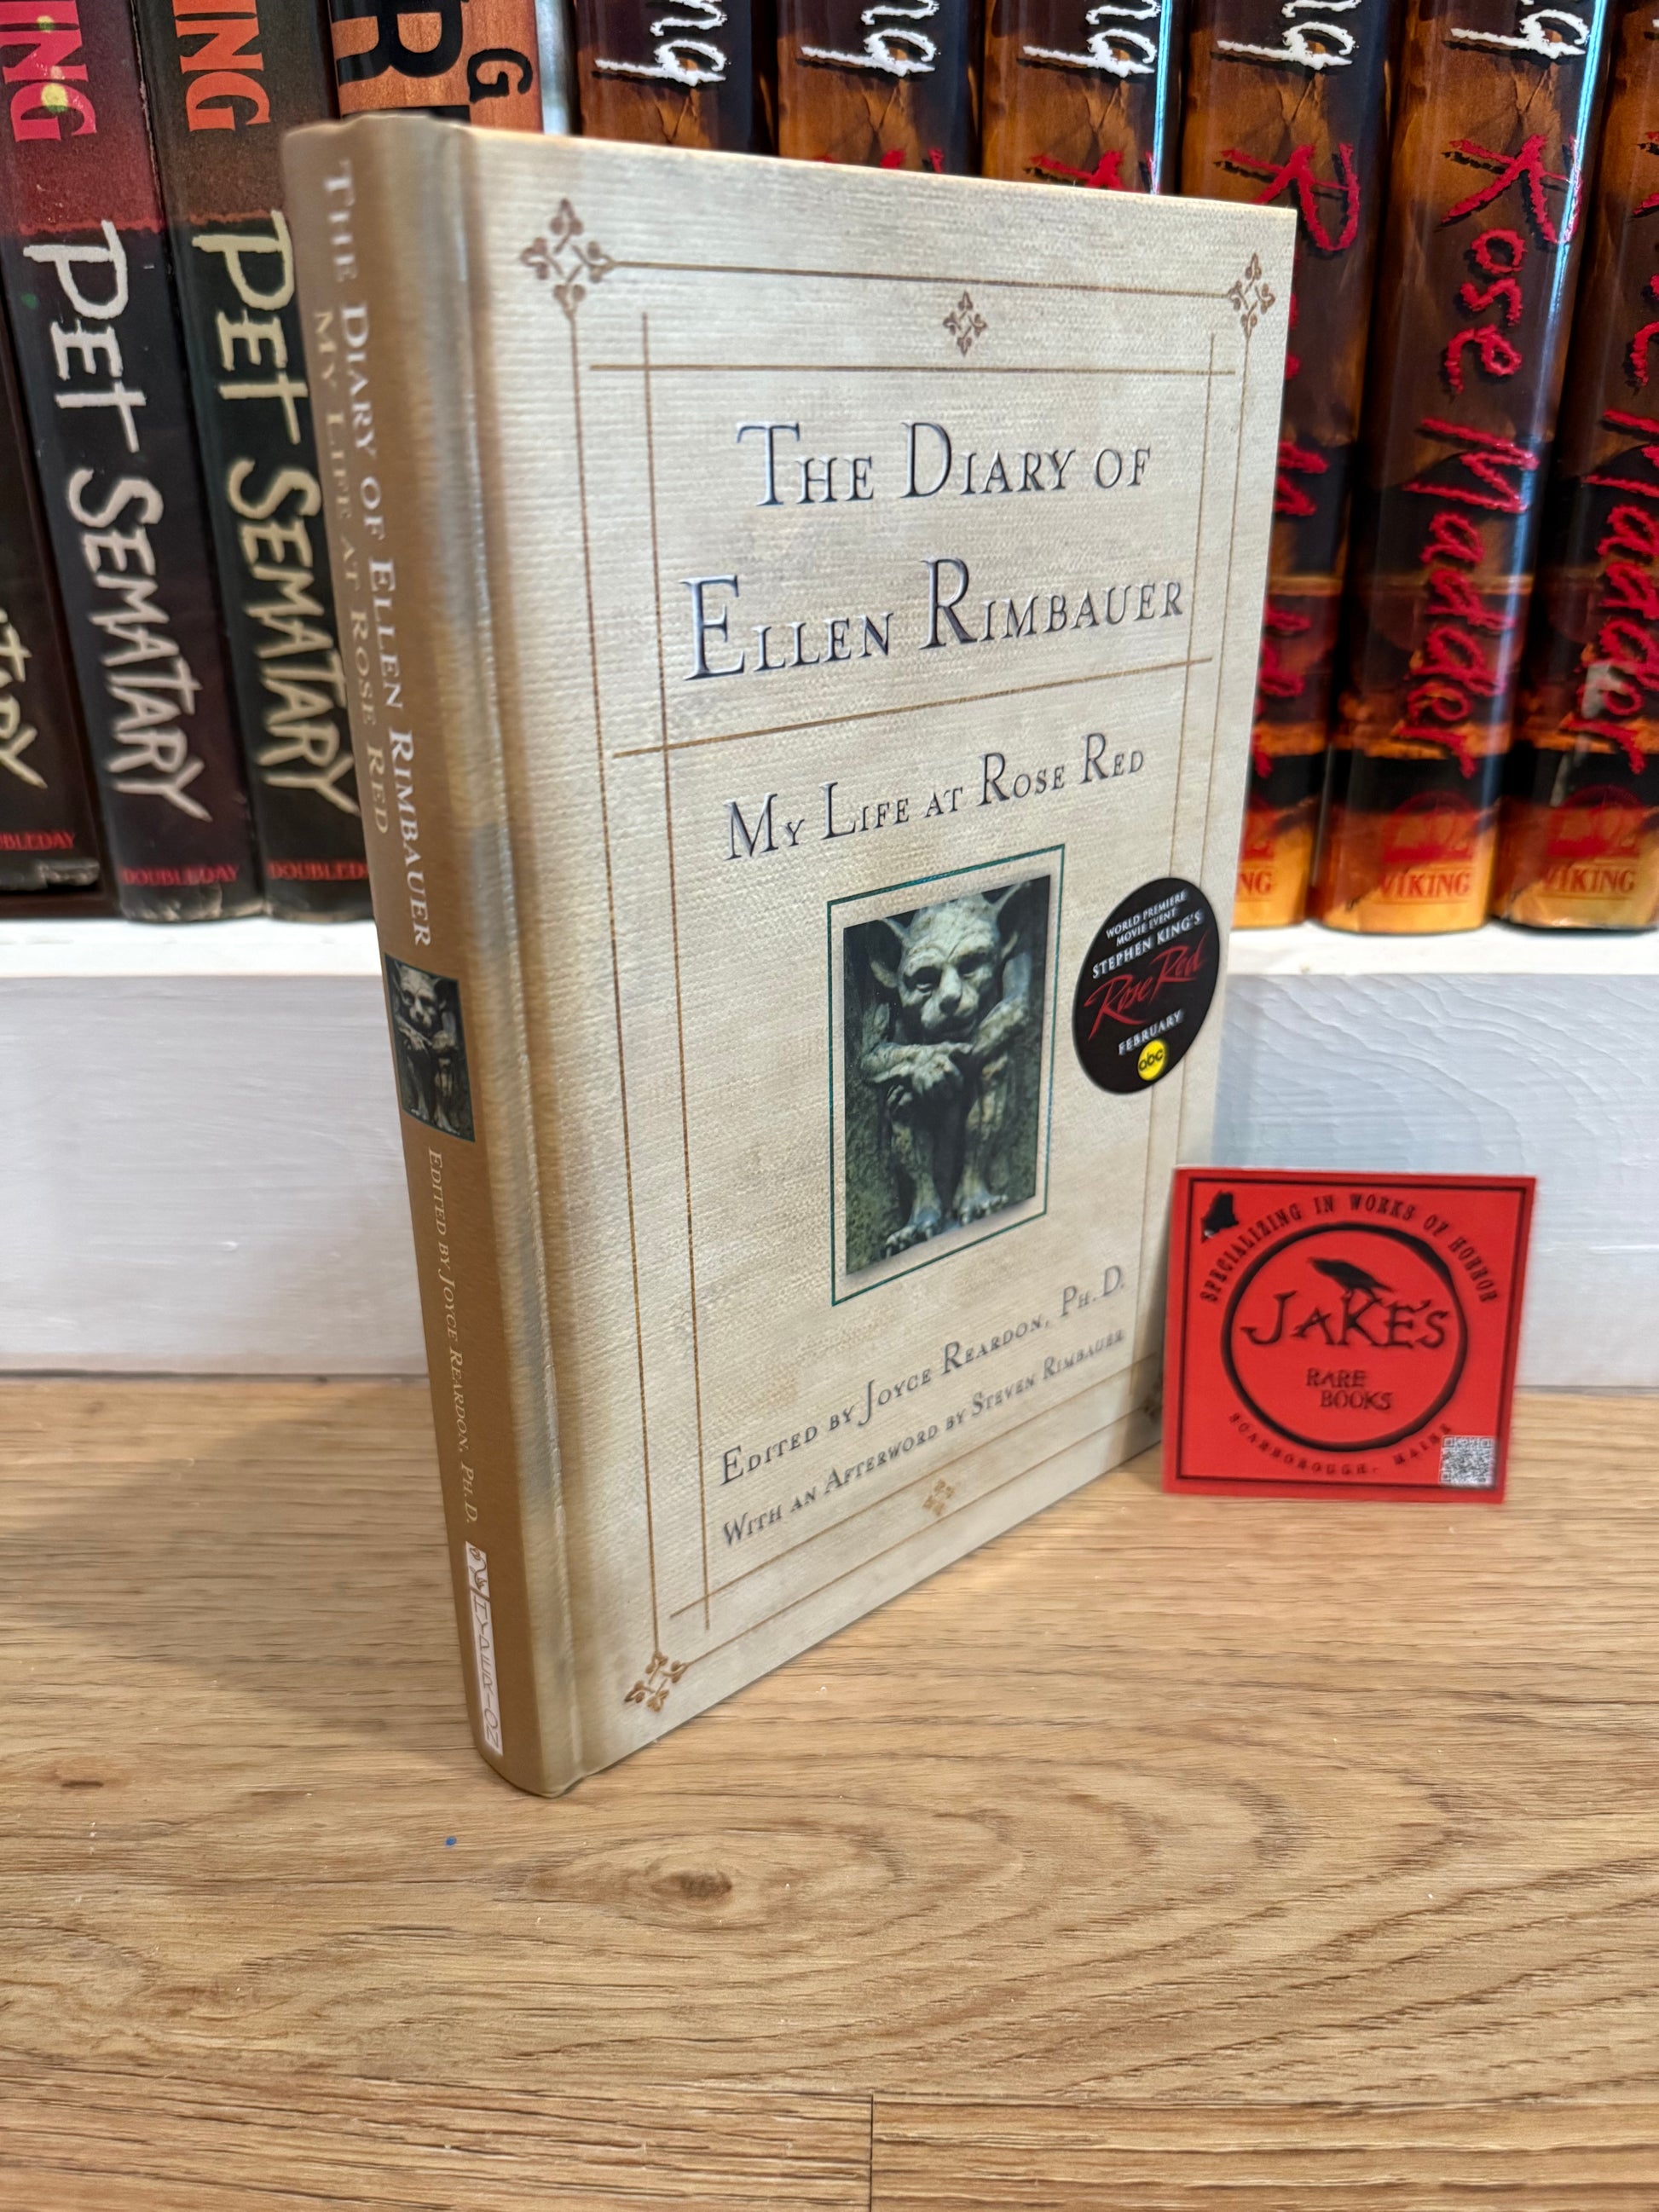 THE DIARY OF
ELLEN RIMBAUER
MY LIFE AT ROSE RED
EDITED BY JOYCE REARDON, PH.D.
WITH AN AFTERWORD BY STEVEN RIMBAUER
WORLD PREMIERE
MOVIE EVENT
STEPHEN KING'S
Rose Red
FEBRUARY
abc
THE DIARY OF ELLEN RIMBAUER
MY LIFE AT ROSE RED
EDITED BY JOYCE REARDON, PH.D.
HYPERION
SPECIALIZING IN WORKS OF HORROR
JAKE'S
RARE
BOOKS
SCARBOROUGH, MAINE
PET SEMATARY
DOUBLEDAY
PET SEMATARY
Rose Madder
VIKING
VIKING